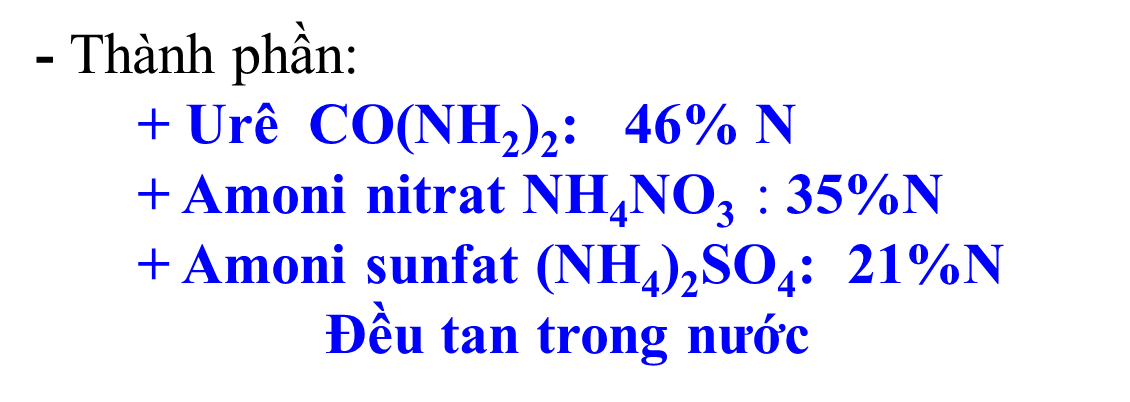 - Thành phần:
+ Urê CO(NH₂)₂: 46% N
+ Amoni nitrat NH₄NO₃ : 35%N
+ Amoni sunfat (NH₄)₂SO₄: 21%N
Đều tan trong nước